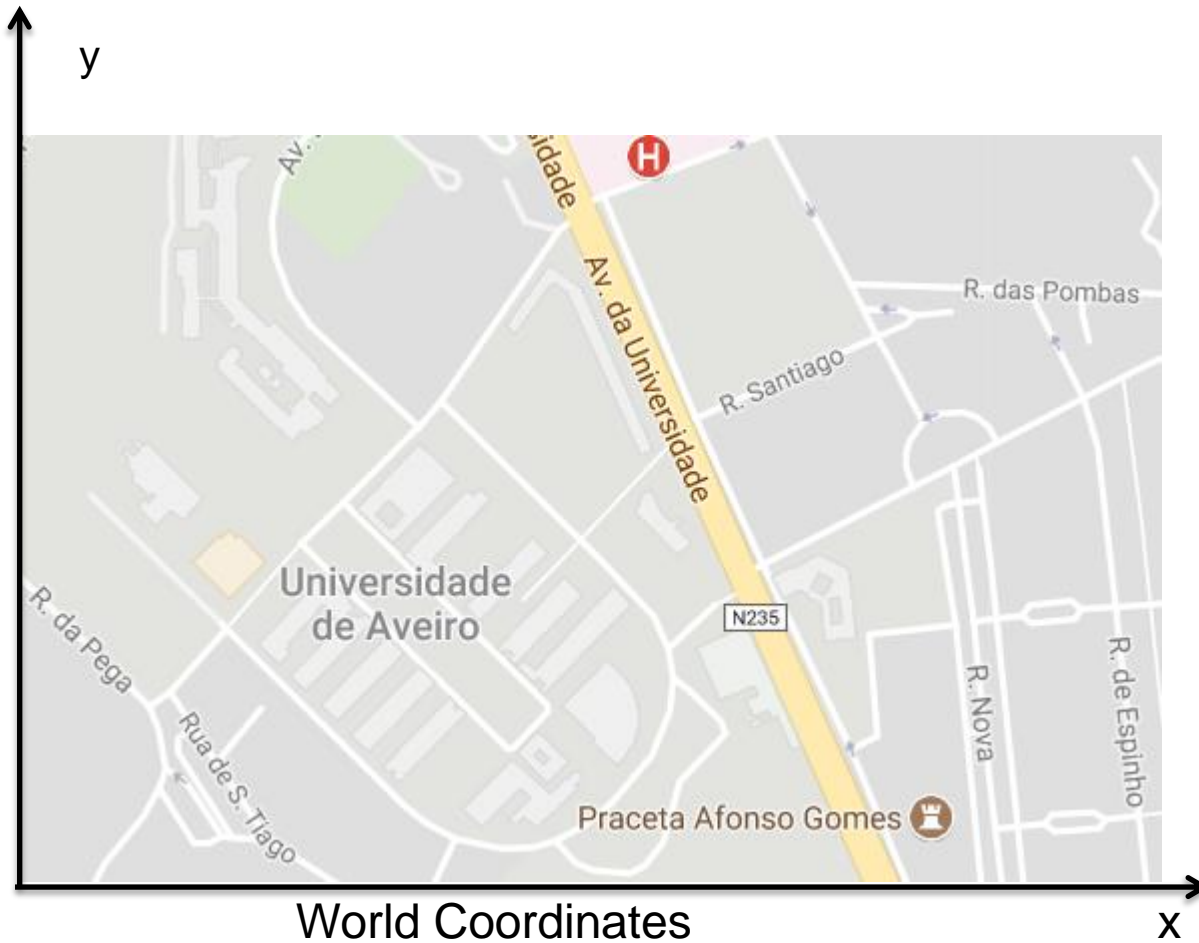 y
Av.
sidade
H
Av. da Universidade
R. das Pombas
R. Santiago
Universidade
de Aveiro
N235
R. da Pega
Rua de S. Tiago
R. Nova
R. de Espinho
Praceta Afonso Gomes
World Coordinates
x